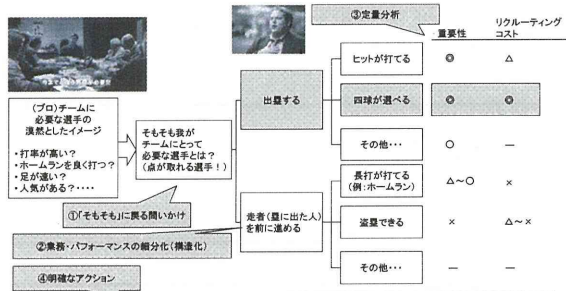 ③定量分析
重要性
リクルーティング
コスト
ヒットが打てる
◎
△
(プロ)チームに
必要な選手の
漠然としたイメージ
・打率が高い?
・ホームランを良く打つ?
・足が速い?
・人気がある?・・・・
そもそも我が
チームにとって
必要な選手とは?
(点が取れる選手!)
出塁する
四球が選べる
◎
◎
その他・・・
○
―
長打が打てる
(例:ホームラン)
△~○
×
①「そもそも」に戻る問いかけ
走者(塁に出た人)
を前に進める
盗塁できる
×
△~×
②業務・パフォーマンスの細分化(構造化)
その他・・・
―
―
④明確なアクション